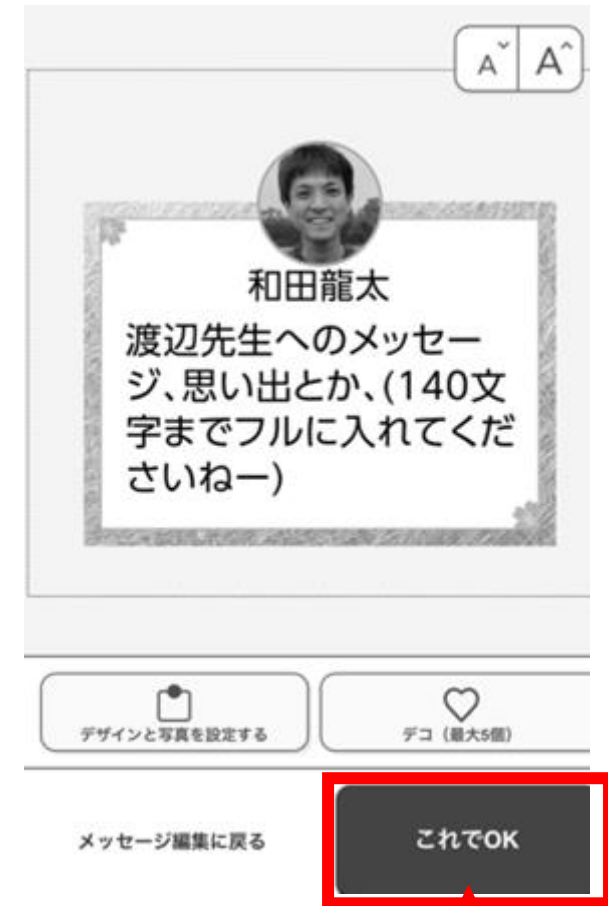 A A
和田龍太
渡辺先生へのメッセー
ジ、思い出とか、(140文
字までフルに入れてくだ
さいねー)
デザインと写真を設定する
デコ（最大5個）
メッセージ編集に戻る
これでOK